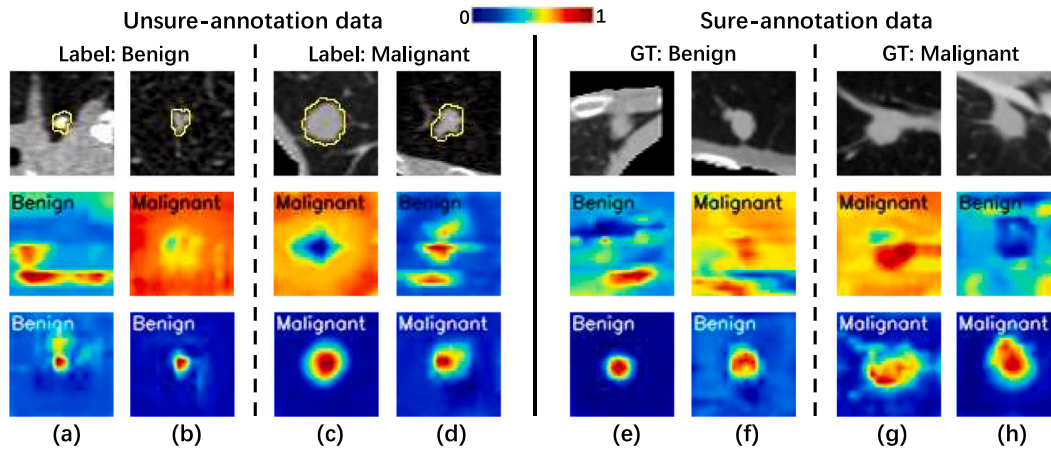 Unsure-annotation data
0
1
Sure-annotation data
Label: Benign
Label: Malignant
GT: Benign
GT: Malignant
Benign
Malignant
Malignant
Benign
Benign
Malignant
Malignant
Benign
Benign
Benign
Malignant
Malignant
Benign
Benign
Malignant
Malignant
(a)
(b)
(c)
(d)
(e)
(f)
(g)
(h)